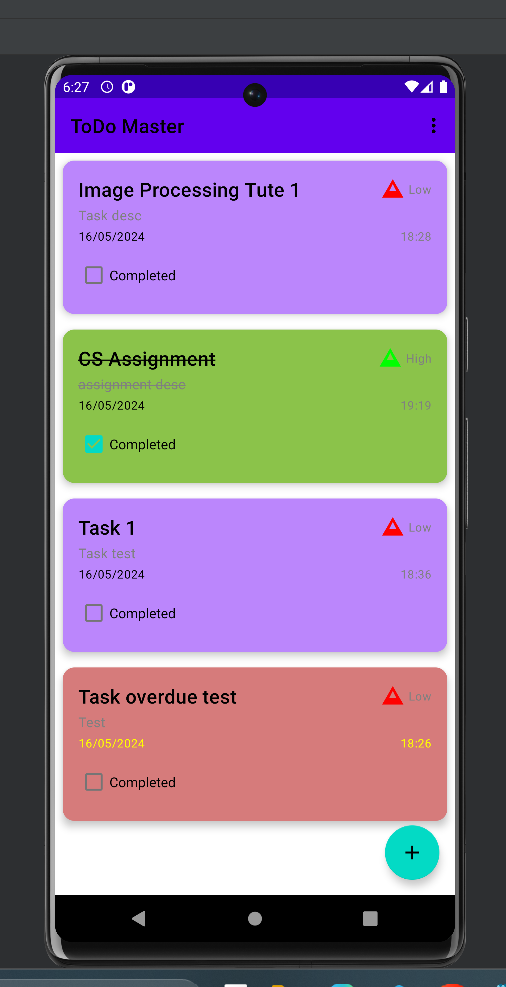 6:27
ToDo Master
Image Processing Tute 1
Low
Task desc
16/05/2024
18:28
Completed
CS Assignment
High
assignment desc
16/05/2024
19:19
Completed
Task 1
Low
Task test
16/05/2024
18:36
Completed
Task overdue test
Low
Test
16/05/2024
18:26
Completed